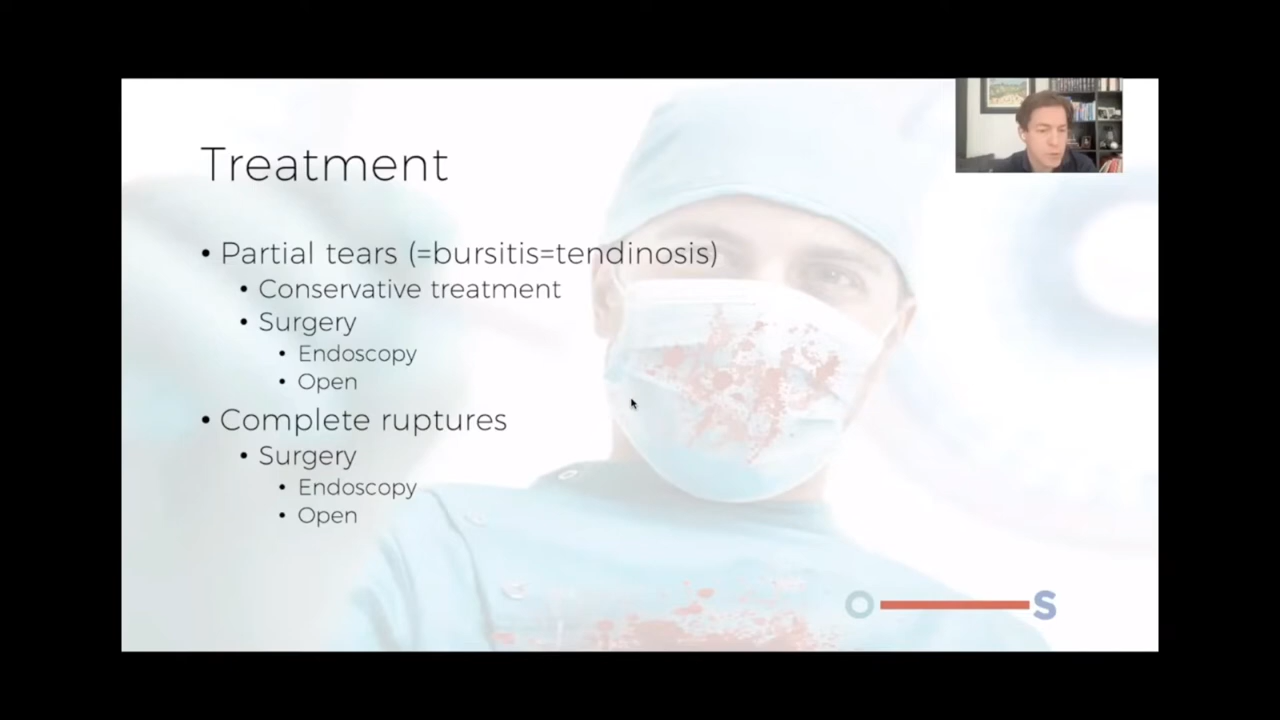 Treatment
• Partial tears (=bursitis=tendinosis)
• Conservative treatment
• Surgery
• Endoscopy
• Open
• Complete ruptures
• Surgery
• Endoscopy
• Open
O S